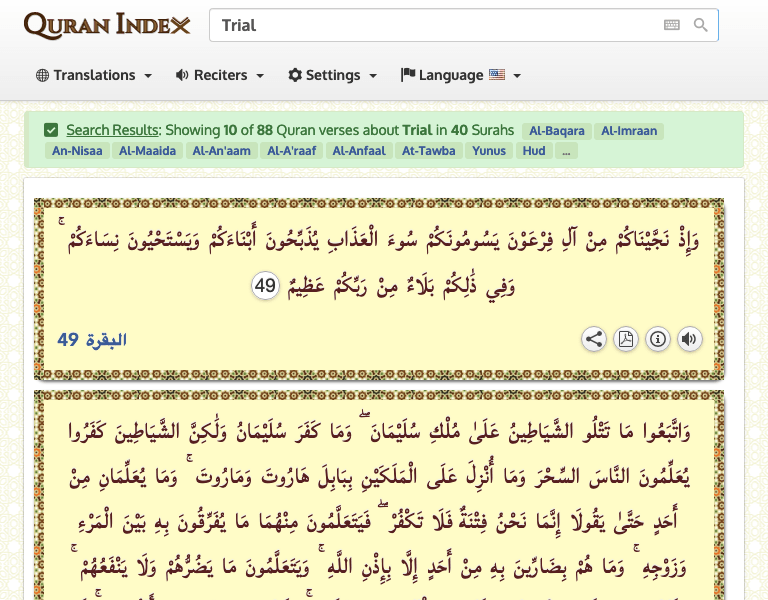 QURAN INDEX
Trial
Translations
Reciters
Settings
Language
Search Results: Showing 10 of 88 Quran verses about Trial in 40 Surahs Al-Baqara Al-Imraan
An-Nisaa Al-Maaida Al-An'aam Al-A'raaf Al-Anfaal At-Tawba Yunus Hud ...
وَإِذْ نَجَّيْنَاكُمْ مِنْ آلِ فِرْعَوْنَ يَسُومُونَكُمْ سُوءَ الْعَذَابِ يُذَبِّحُونَ أَبْنَاءَكُمْ وَيَسْتَحْيُونَ نِسَاءَكُمْ ۚ
وَفِي ذَٰلِكُمْ بَلَاءٌ مِنْ رَبِّكُمْ عَظِيمٌ 49
البقرة 49
وَاتَّبَعُوا مَا تَتْلُو الشَّيَاطِينُ عَلَىٰ مُلْكِ سُلَيْمَانَ ۖ وَمَا كَفَرَ سُلَيْمَانُ وَلَٰكِنَّ الشَّيَاطِينَ كَفَرُوا
يُعَلِّمُونَ النَّاسَ السِّحْرَ وَمَا أُنْزِلَ عَلَى الْمَلَكَيْنِ بِبَابِلَ هَارُوتَ وَمَارُوتَ ۚ وَمَا يُعَلِّمَانِ مِنْ
أَحَدٍ حَتَّىٰ يَقُولَا إِنَّمَا نَحْنُ فِتْنَةٌ فَلَا تَكْفُرْ ۖ فَيَتَعَلَّمُونَ مِنْهُمَا مَا يُفَرِّقُونَ بِهِ بَيْنَ الْمَرْءِ
وَزَوْجِهِ ۚ وَمَا هُمْ بِضَارِّينَ بِهِ مِنْ أَحَدٍ إِلَّا بِإِذْنِ اللَّهِ ۚ وَيَتَعَلَّمُونَ مَا يَضُرُّهُمْ وَلَا يَنْفَعُهُمْ ۚ